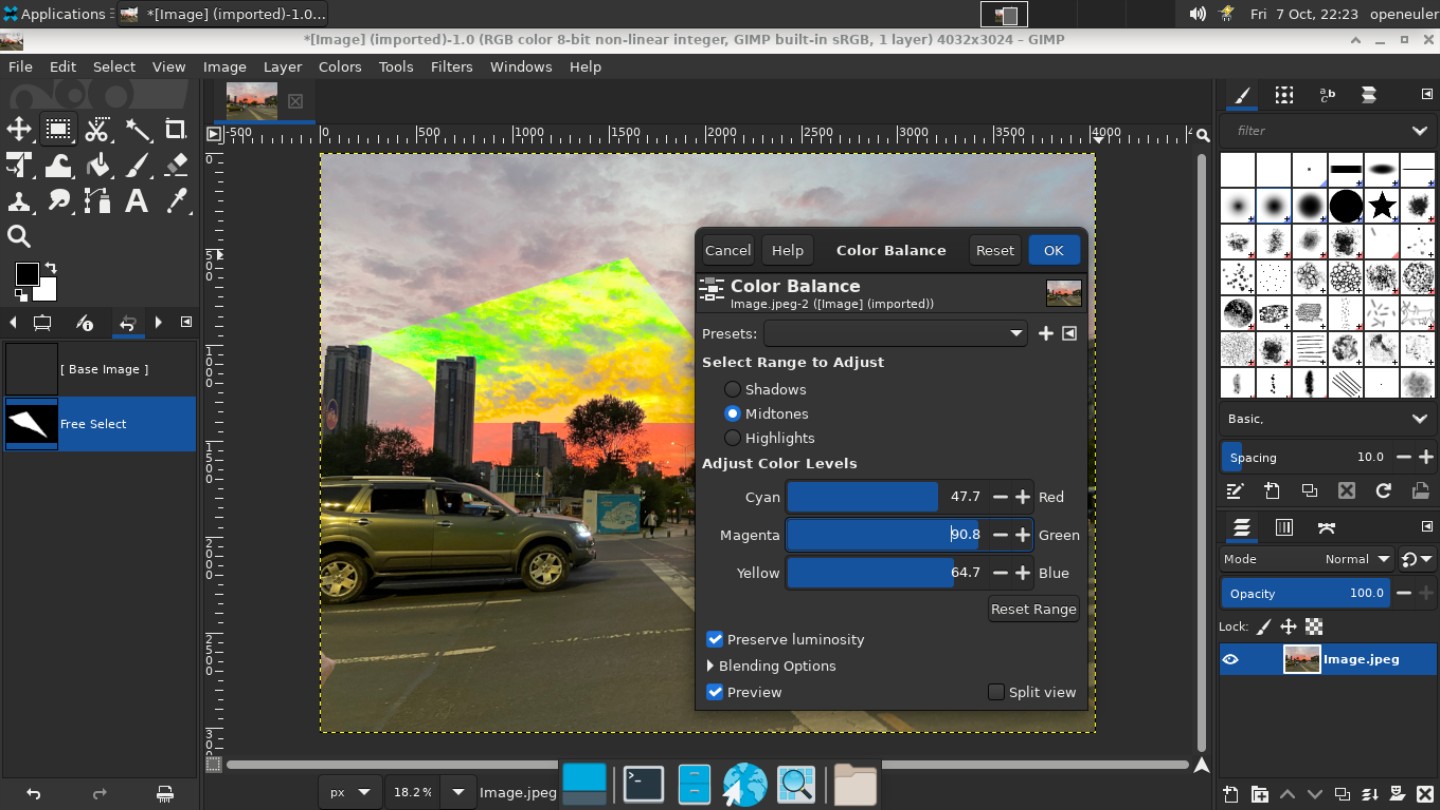 Applications
*[Image] (imported)-1.0...
Fri 7 Oct, 22:23 openeuler
*[Image] (imported)-1.0 (RGB color 8-bit non-linear integer, GIMP built-in sRGB, 1 layer) 4032x3024 – GIMP
File Edit Select View Image Layer Colors Tools Filters Windows Help
-500 0 500 1000 1500 2000 2500 3000 3500 4000
0
500
1000
1500
2000
2500
[ Base Image ]
Free Select
Cancel Help Color Balance Reset OK
Color Balance
Image.jpeg-2 ([Image] (imported))
Presets:
Select Range to Adjust
Shadows
Midtones
Highlights
Adjust Color Levels
Cyan 47.7 Red
Magenta 90.8 Green
Yellow 64.7 Blue
Reset Range
Preserve luminosity
Blending Options
Preview Split view
filter
Basic,
Spacing 10.0
Mode Normal
Opacity 100.0
Lock:
Image.jpeg
px 18.2 % Image.jpeg